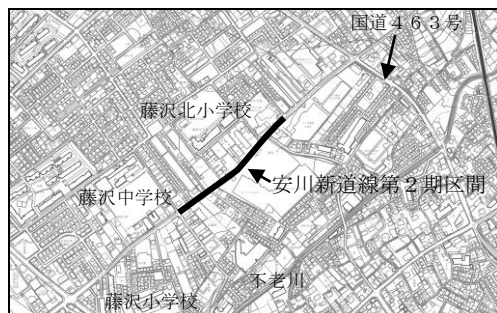 国道４６３号
藤沢北小学校
安川新道線第２期区間
藤沢中学校
不老川
藤沢小学校